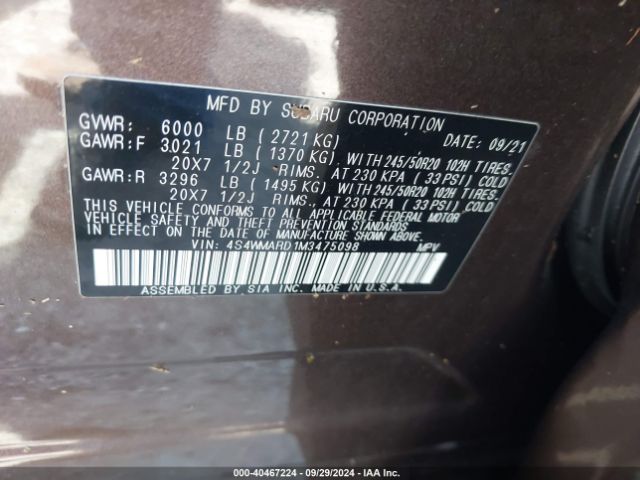 MFD BY SUBARU CORPORATION
GVWR: 6000 LB ( 2721 KG) DATE: 09/21
GAWR: F 3021 LB ( 1370 KG). WITH 245/50R20 102H TIRES.
20X7 1/2J RIMS. AT 230 KPA ( 33 PSI) COLD
GAWR: R 3296 LB ( 1495 KG) WITH 245/50R20 102H TIRES.
20X7 1/2J RIMS. AT 230 KPA ( 33 PSI) COLD
THIS VEHICLE CONFORMS TO ALL APPLICABLE FEDERAL MOTOR
VEHICLE SAFETY AND THEFT PREVENTION STANDARDS IN EFFECT
ON THE DATE OF MANUFACTURE SHOWN ABOVE.
VIN: 4S4WMARD1M3475098 MPV
ASSEMBLED BY SIA INC. MADE IN U.S.A.
000-40467224 - 09/29/2024 - IAA Inc.